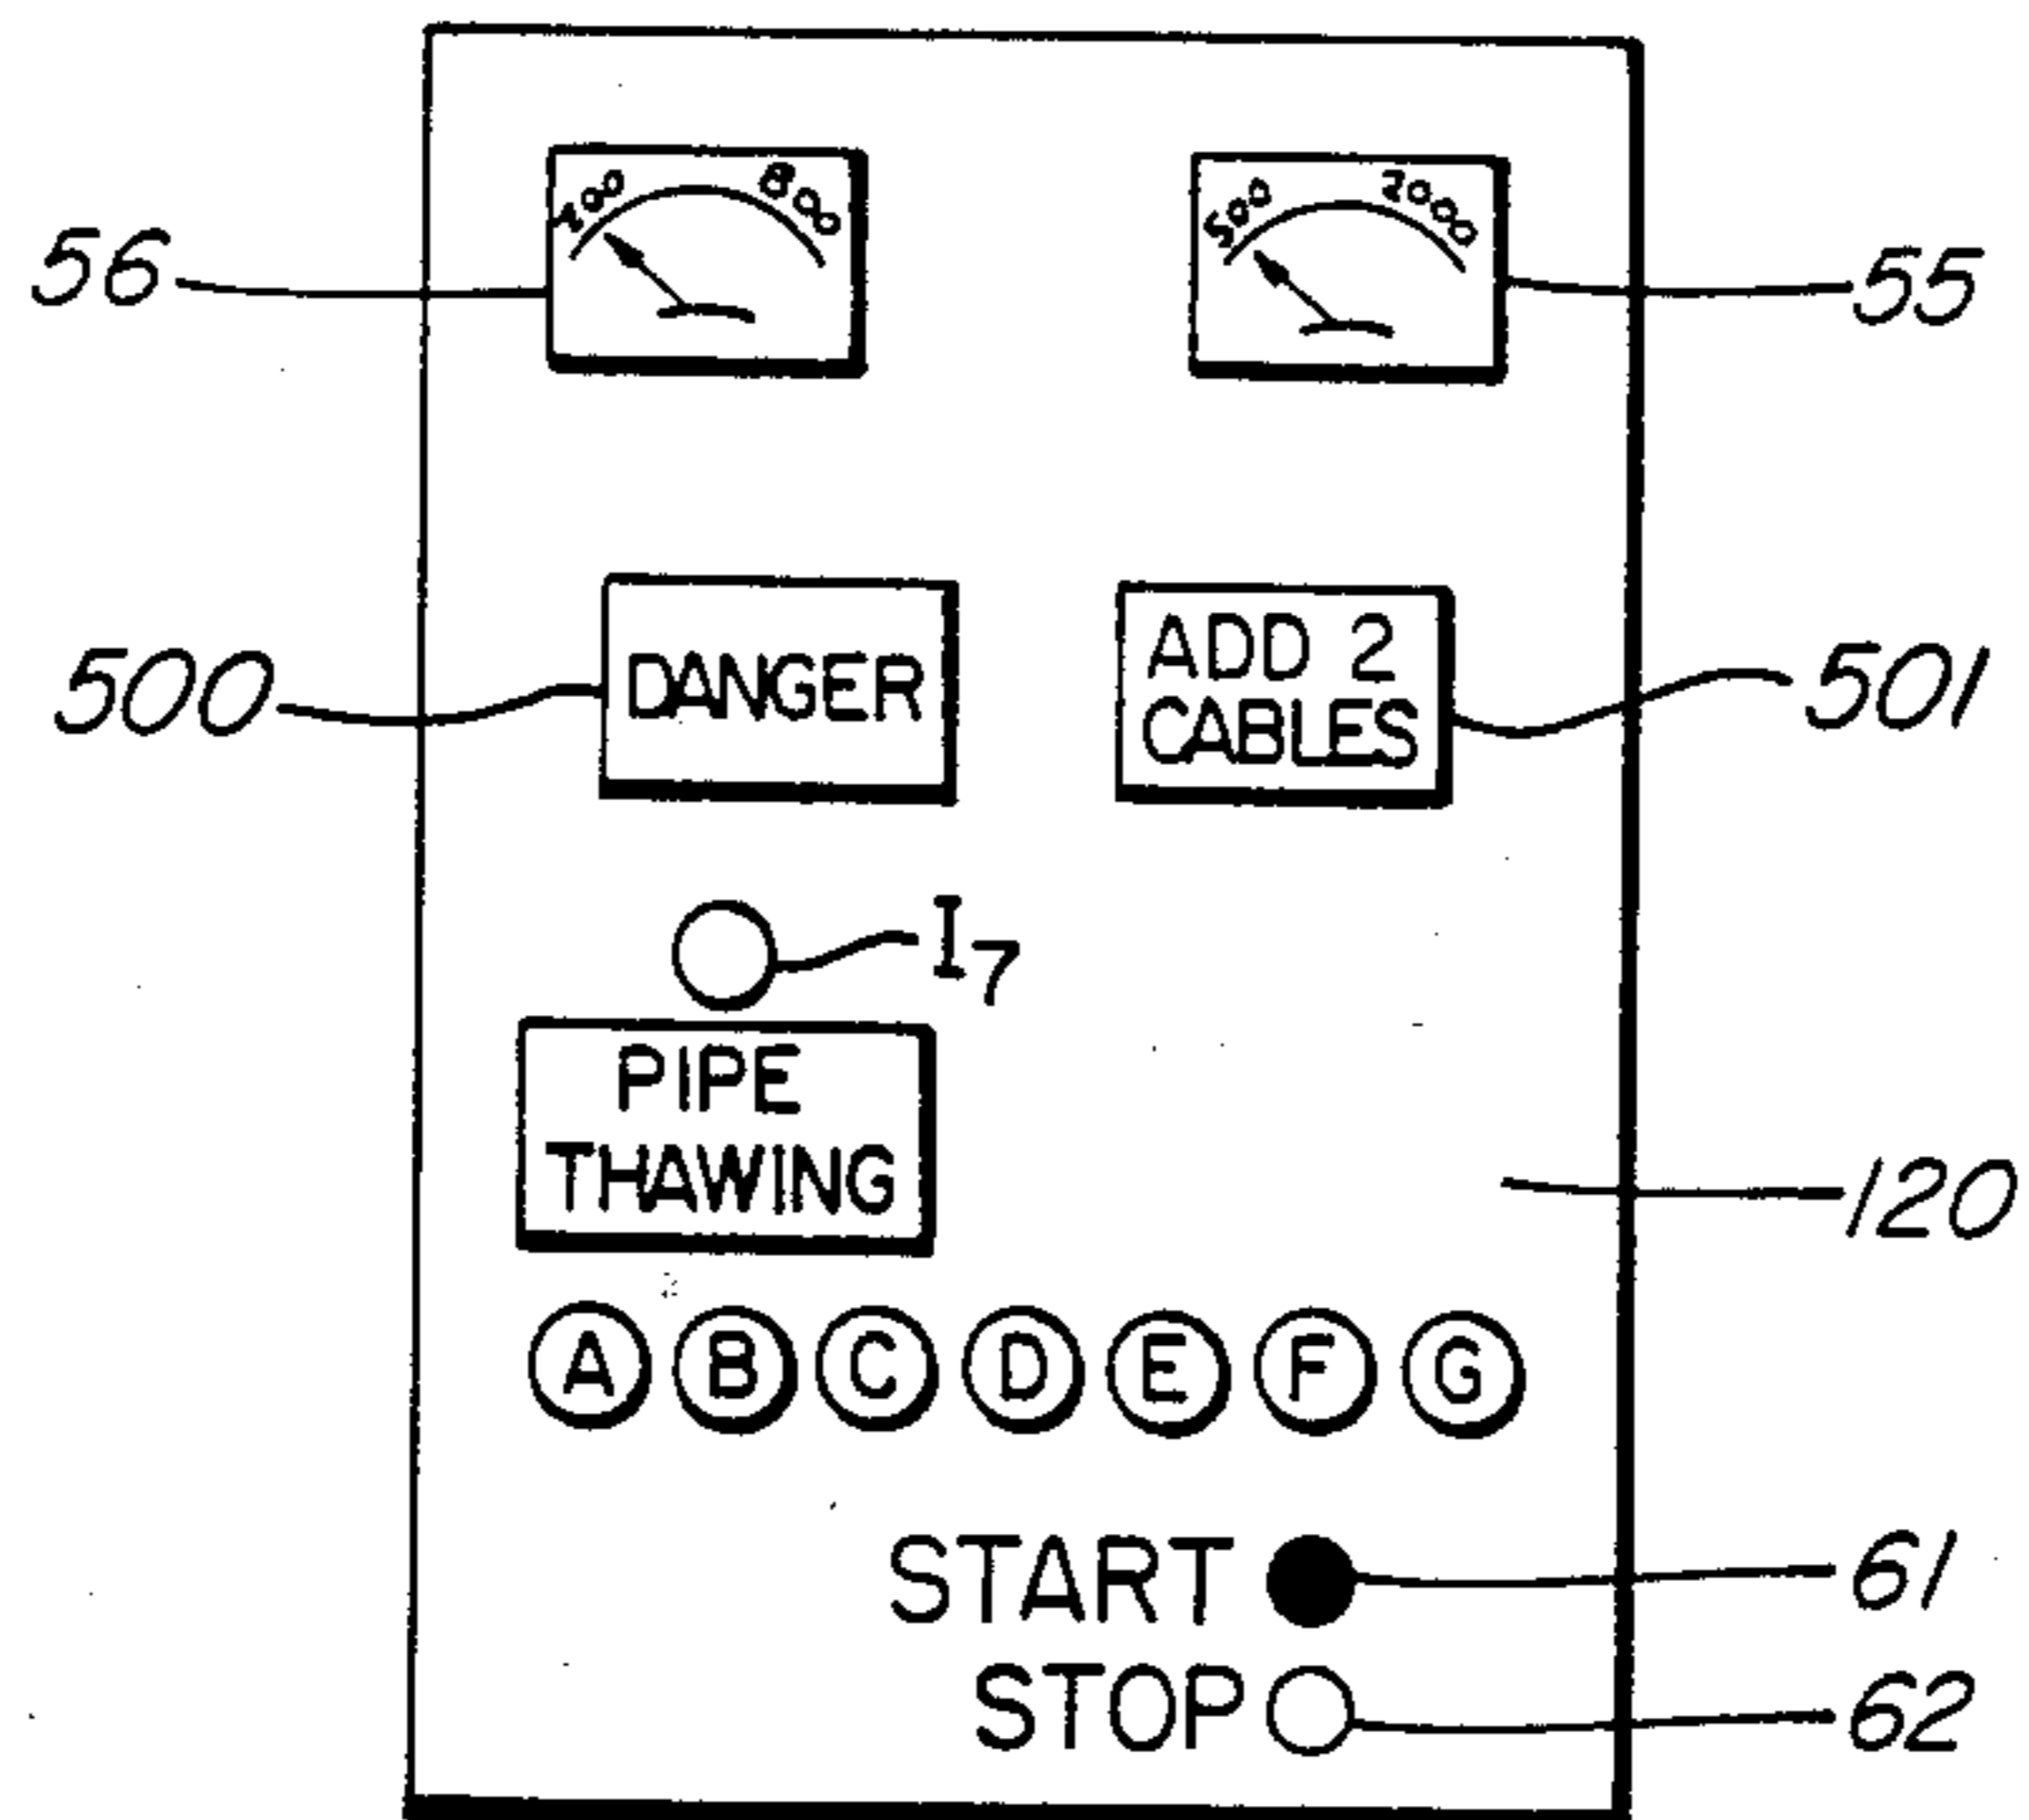 400 800
500 2000
56
55
DANGER
ADD 2
CABLES
500
501
I7
PIPE
THAWING
120
A B C D E F G
START
61
STOP
62